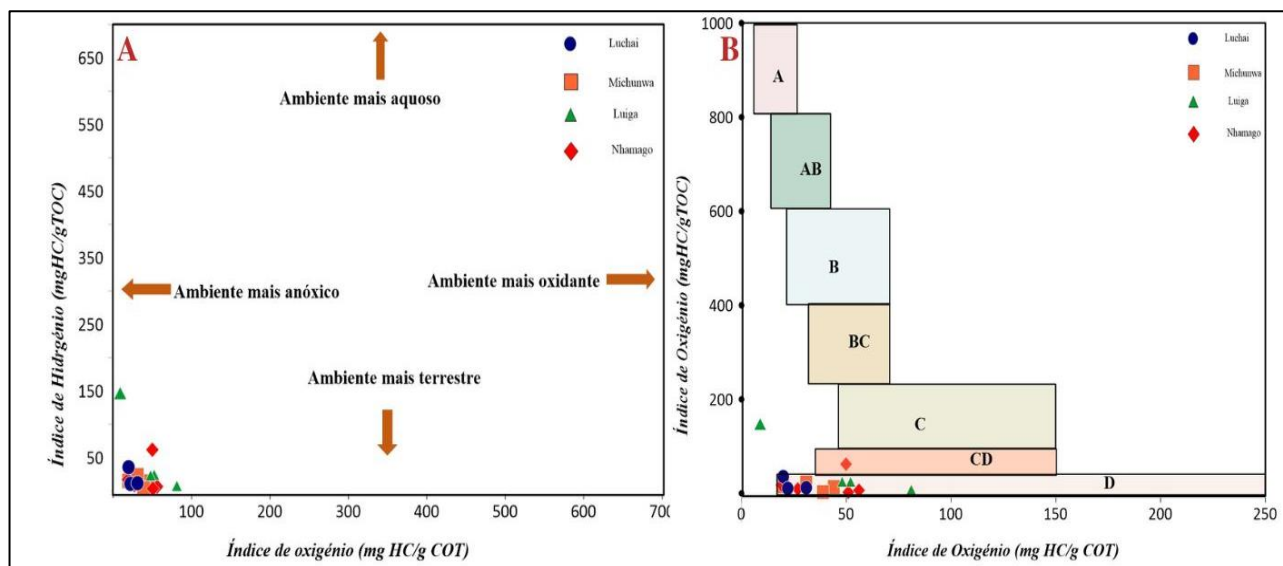 A
Índice de Hidrgénio (mgHC/gTOC)
650
550
450
350
250
150
50
Luchai
Michunwa
Luiga
Nhamago
Ambiente mais aquoso
Ambiente mais anóxico
Ambiente mais oxidante
Ambiente mais terrestre
100
200
300
400
500
600
700
Índice de oxigénio (mg HC/g COT)
B
Índice de Oxigénio (mgHC/gTOC)
1000
800
600
400
200
0
Luchai
Michunwa
Luiga
Nhamago
A
AB
B
BC
C
CD
D
0
50
100
150
200
250
Índice de Oxigénio (mg HC/g COT)